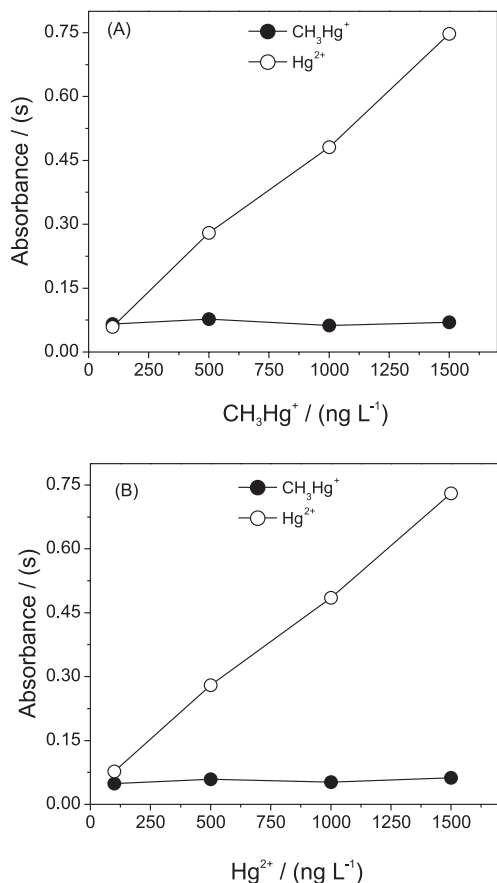 (A)
CH₃Hg⁺
Hg²⁺
0.75
0.60
0.45
0.30
0.15
0.00
Absorbance / (s)
0 250 500 750 1000 1250 1500
CH₃Hg⁺ / (ng L⁻¹)
(B)
CH₃Hg⁺
Hg²⁺
0.75
0.60
0.45
0.30
0.15
0.00
Absorbance / (s)
0 250 500 750 1000 1250 1500
Hg²⁺ / (ng L⁻¹)